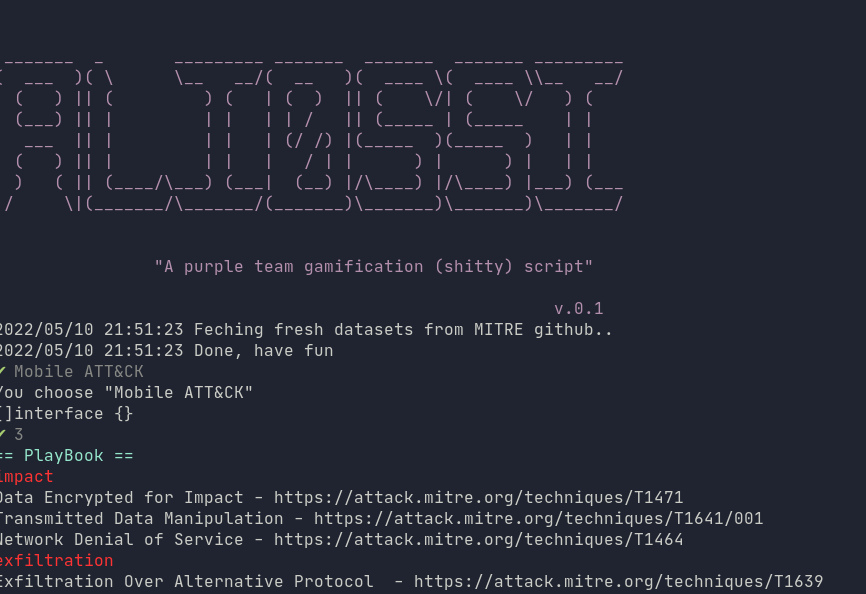 "A purple team gamification (shitty) script"
v.0.1
2022/05/10 21:51:23 Feching fresh datasets from MITRE github..
2022/05/10 21:51:23 Done, have fun
✔ Mobile ATT&CK
You choose "Mobile ATT&CK"
[]interface {}
✔ 3
== PlayBook ==
impact
Data Encrypted for Impact - https://attack.mitre.org/techniques/T1471
Transmitted Data Manipulation - https://attack.mitre.org/techniques/T1641/001
Network Denial of Service - https://attack.mitre.org/techniques/T1464
exfiltration
Exfiltration Over Alternative Protocol  - https://attack.mitre.org/techniques/T1639